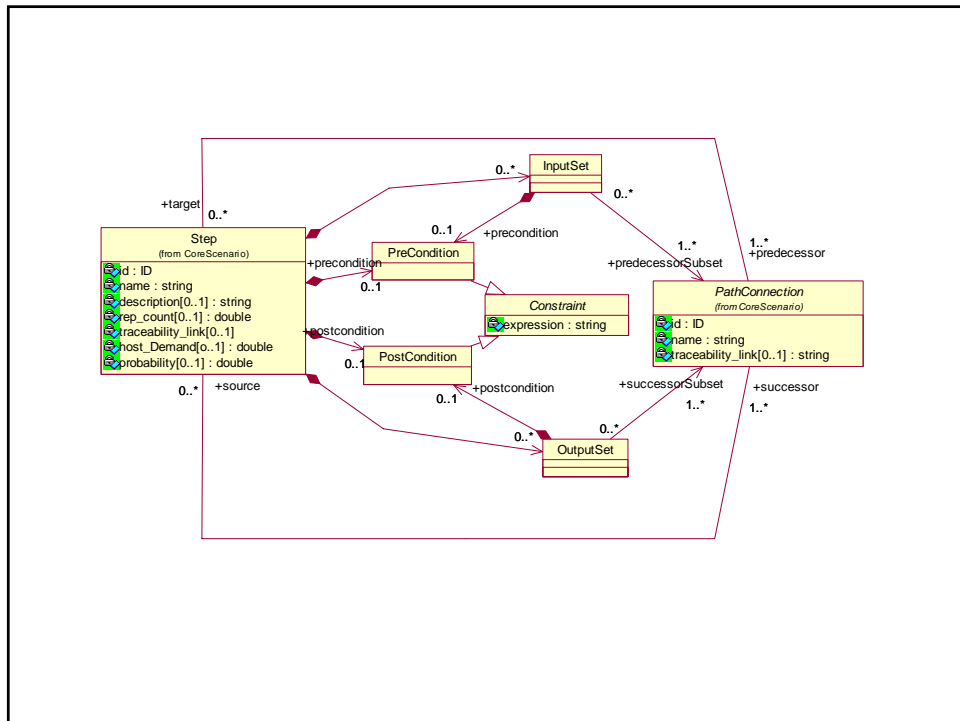 InputSet
0..*
0..*
+target
0..*
0..1
+precondition
1..*
+predecessorSubset
1..*
+predecessor
Step
(from CoreScenario)
id : ID
name : string
description[0..1] : string
rep_count[0..1] : double
traceability_link[0..1]
host_Demand[o..1] : double
probability[0..1] : double
+precondition
0..1
PreCondition
Constraint
expression : string
PathConnection
(from CoreScenario)
id : ID
name : string
traceability_link[0..1] : string
+postcondition
0..1
PostCondition
0..*
+source
0..1
+postcondition
+successorSubset
1..*
+successor
1..*
0..*
0..*
OutputSet